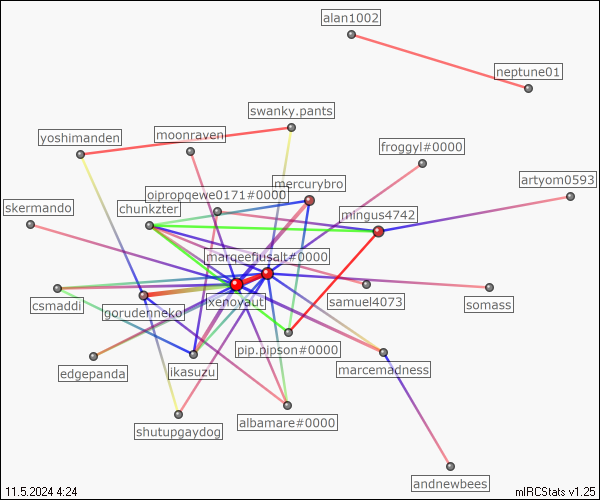 alan1002
neptune01
swanky.pants
yoshimanden
moonraven
froggyl#0000
artyom0593
mercurybro
oipropqewe0171#0000
skermando
chunkzter
mingus4742
marqeeflusalt#0000
csmaddi
gorudenneko
xenoyaut
samuel4073
somass
pip.pipson#0000
edgepanda
ikasuzu
marcemadness
shutupgaydog
albamare#0000
andnewbees
11.5.2024 4:24
mIRCStats v1.25